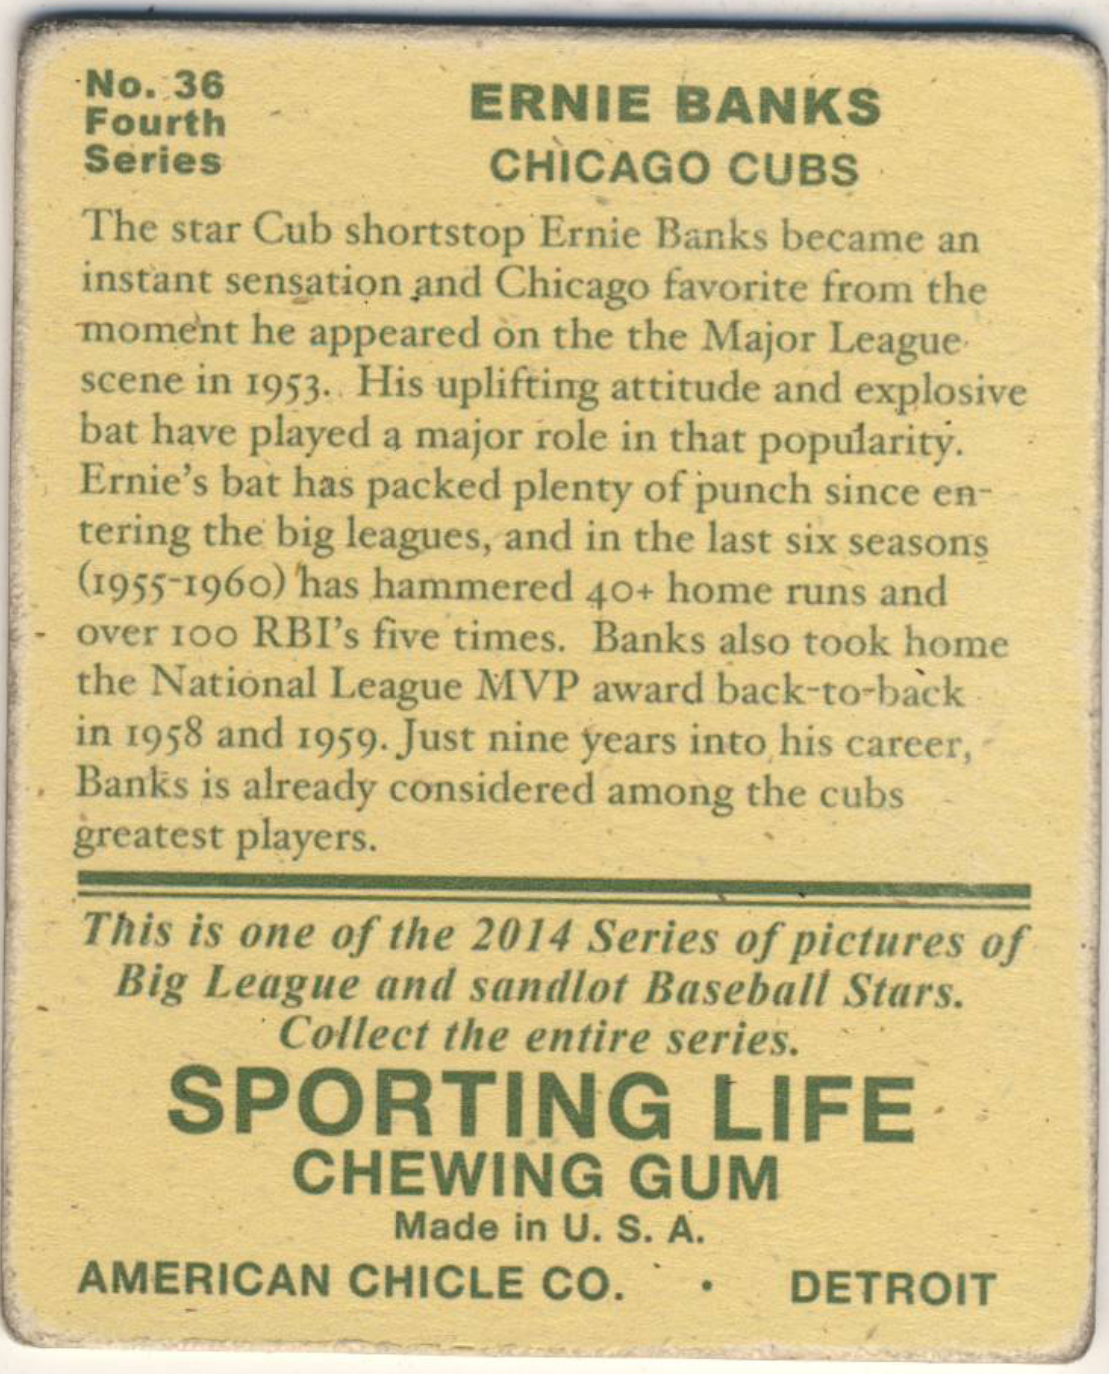 No. 36
Fourth
Series
ERNIE BANKS
CHICAGO CUBS
The star Cub shortstop Ernie Banks became an
instant sensation and Chicago favorite from the
moment he appeared on the the Major League
scene in 1953. His uplifting attitude and explosive
bat have played a major role in that popularity.
Ernie's bat has packed plenty of punch since en-
tering the big leagues, and in the last six seasons
(1955-1960) has hammered 40+ home runs and
over 100 RBI's five times. Banks also took home
the National League MVP award back-to-back
in 1958 and 1959. Just nine years into his career,
Banks is already considered among the cubs
greatest players.
This is one of the 2014 Series of pictures of
Big League and sandlot Baseball Stars.
Collect the entire series.
SPORTING LIFE
CHEWING GUM
Made in U. S. A.
AMERICAN CHICLE CO. • DETROIT